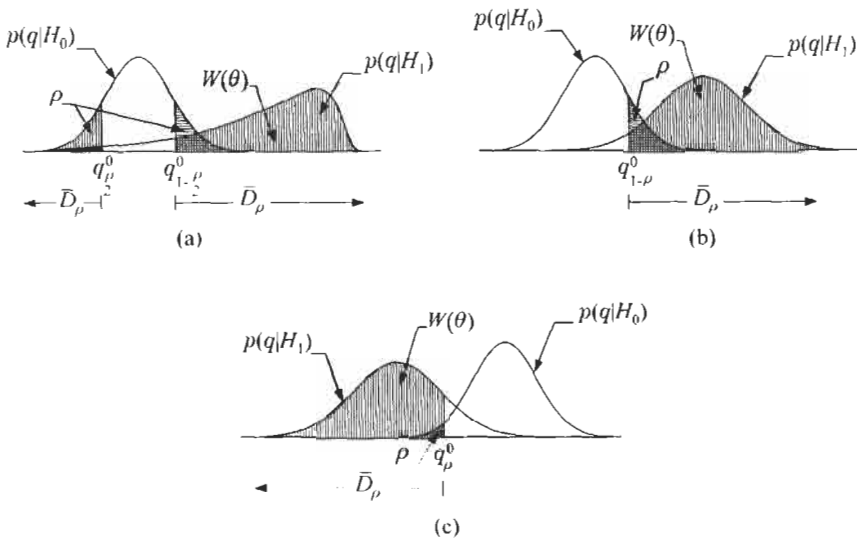 p(q|H₀)
W(θ)
p(q|H₁)
ρ
q⁰ρ/2
q⁰1-ρ/2
D̄ρ
D̄ρ
(a)
p(q|H₀)
W(θ)
p(q|H₁)
ρ
q⁰1-ρ
D̄ρ
(b)
p(q|H₁)
W(θ)
p(q|H₀)
ρ
q⁰ρ
D̄ρ
(c)